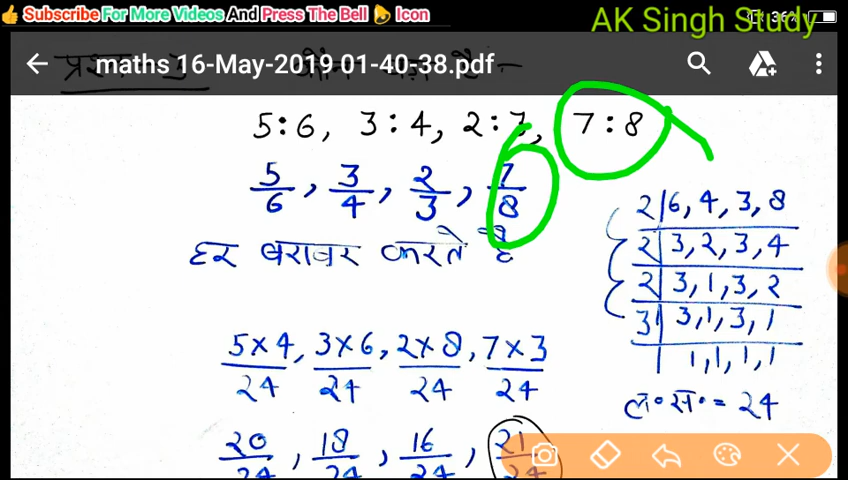 Subscribe For More Videos And Press The Bell Icon
AK Singh Study
36%
maths 16-May-2019 01-40-38.pdf
5:6, 3:4, 2:3, 7:8
5/6, 3/4, 2/3, 7/8
हर बराबर करते है
2|6, 4, 3, 8
2|3, 2, 3, 4
2|3, 1, 3, 2
3|3, 1, 3, 1
|1, 1, 1, 1
ल॰स॰ = 24
5×4/24, 3×6/24, 2×8/24, 7×3/24
20/24, 18/24, 16/24, 21/24